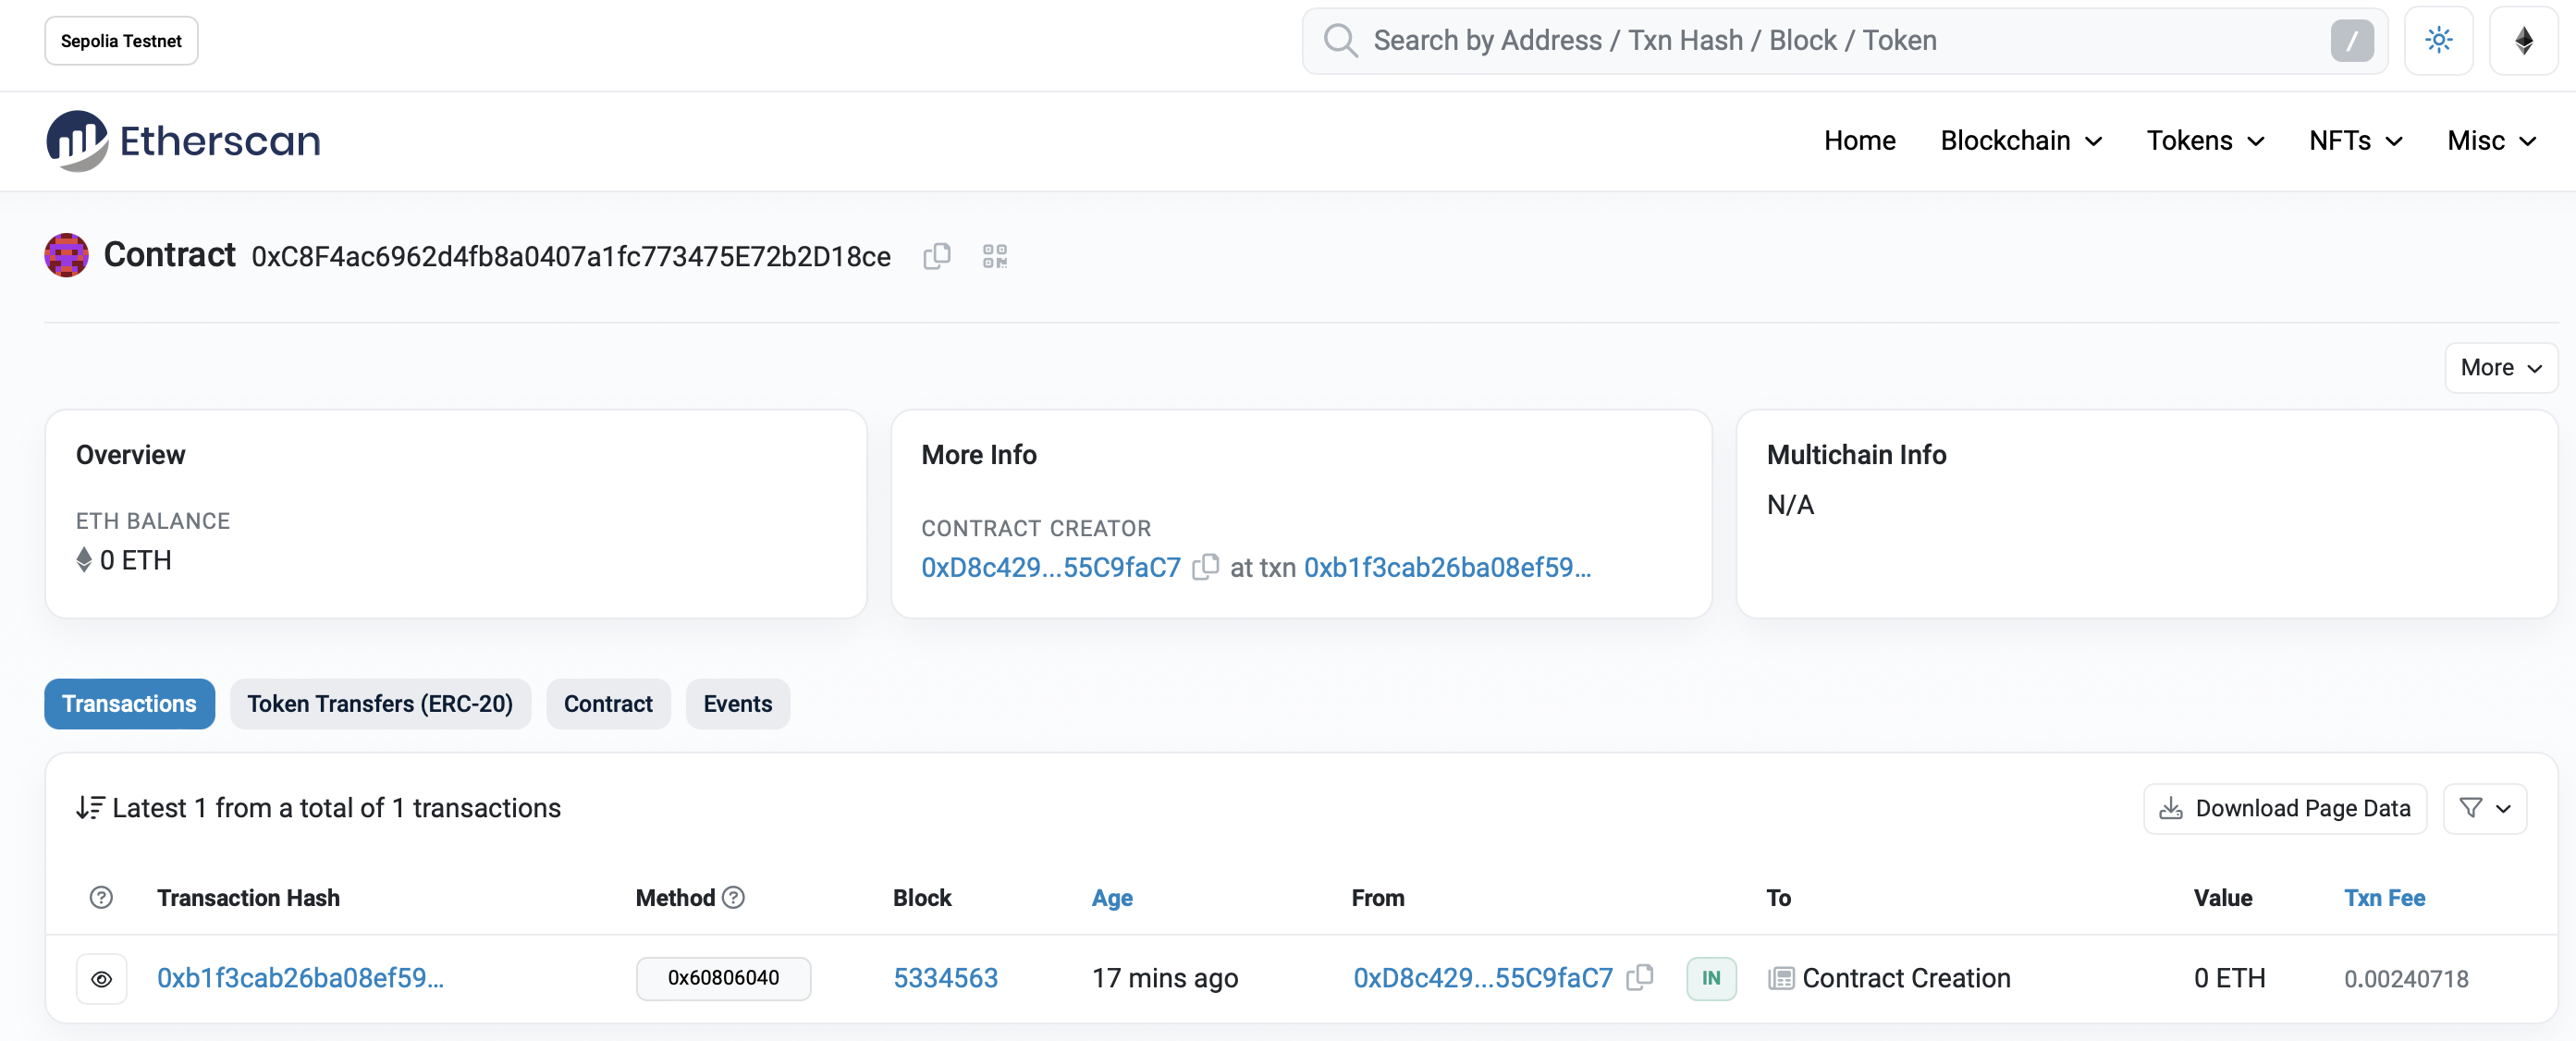 Sepolia Testnet
Search by Address / Txn Hash / Block / Token
/
Etherscan
Home Blockchain Tokens NFTs Misc
Contract 0xC8F4ac6962d4fb8a0407a1fc773475E72b2D18ce
More
Overview
ETH BALANCE
0 ETH
More Info
CONTRACT CREATOR
0xD8c429...55C9faC7 at txn 0xb1f3cab26ba08ef59...
Multichain Info
N/A
Transactions Token Transfers (ERC-20) Contract Events
Latest 1 from a total of 1 transactions
Download Page Data
Transaction Hash Method Block Age From To Value Txn Fee
0xb1f3cab26ba08ef59... 0x60806040 5334563 17 mins ago 0xD8c429...55C9faC7 IN Contract Creation 0 ETH 0.00240718